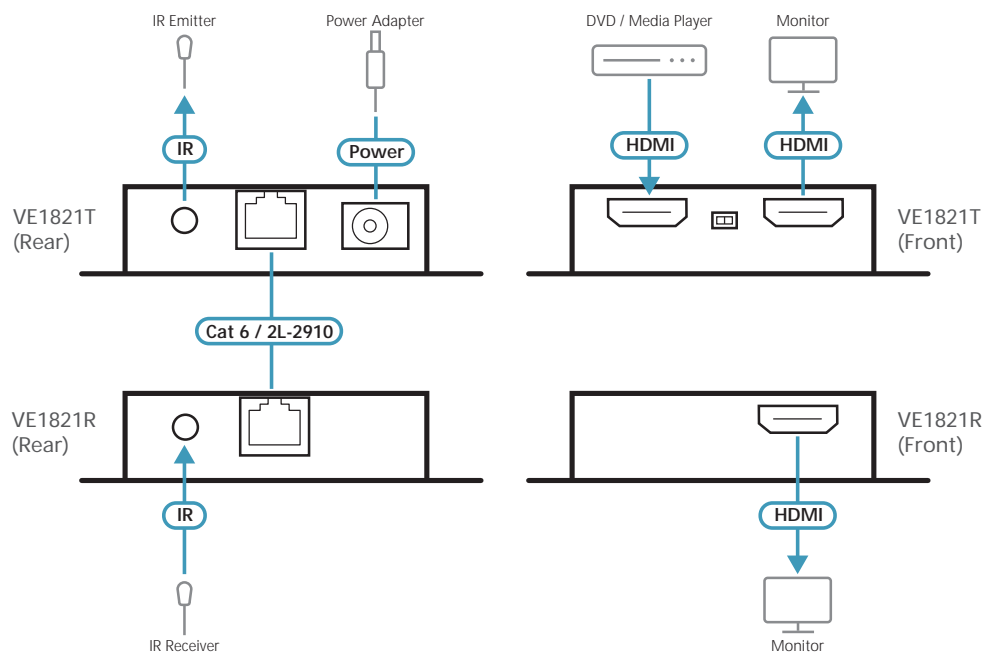 IR Emitter
Power Adapter
DVD / Media Player
Monitor
IR
Power
HDMI
HDMI
VE1821T
(Rear)
VE1821T
(Front)
Cat 6 / 2L-2910
VE1821R
(Rear)
VE1821R
(Front)
IR
HDMI
IR Receiver
Monitor